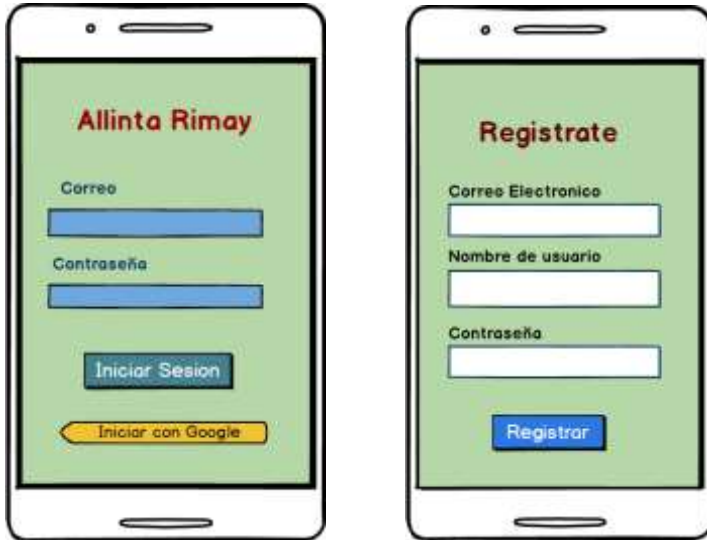 Allinta Rimay
Correo
Contraseña
Iniciar Sesion
Iniciar con Google
Registrate
Correo Electronico
Nombre de usuario
Contraseña
Registrar